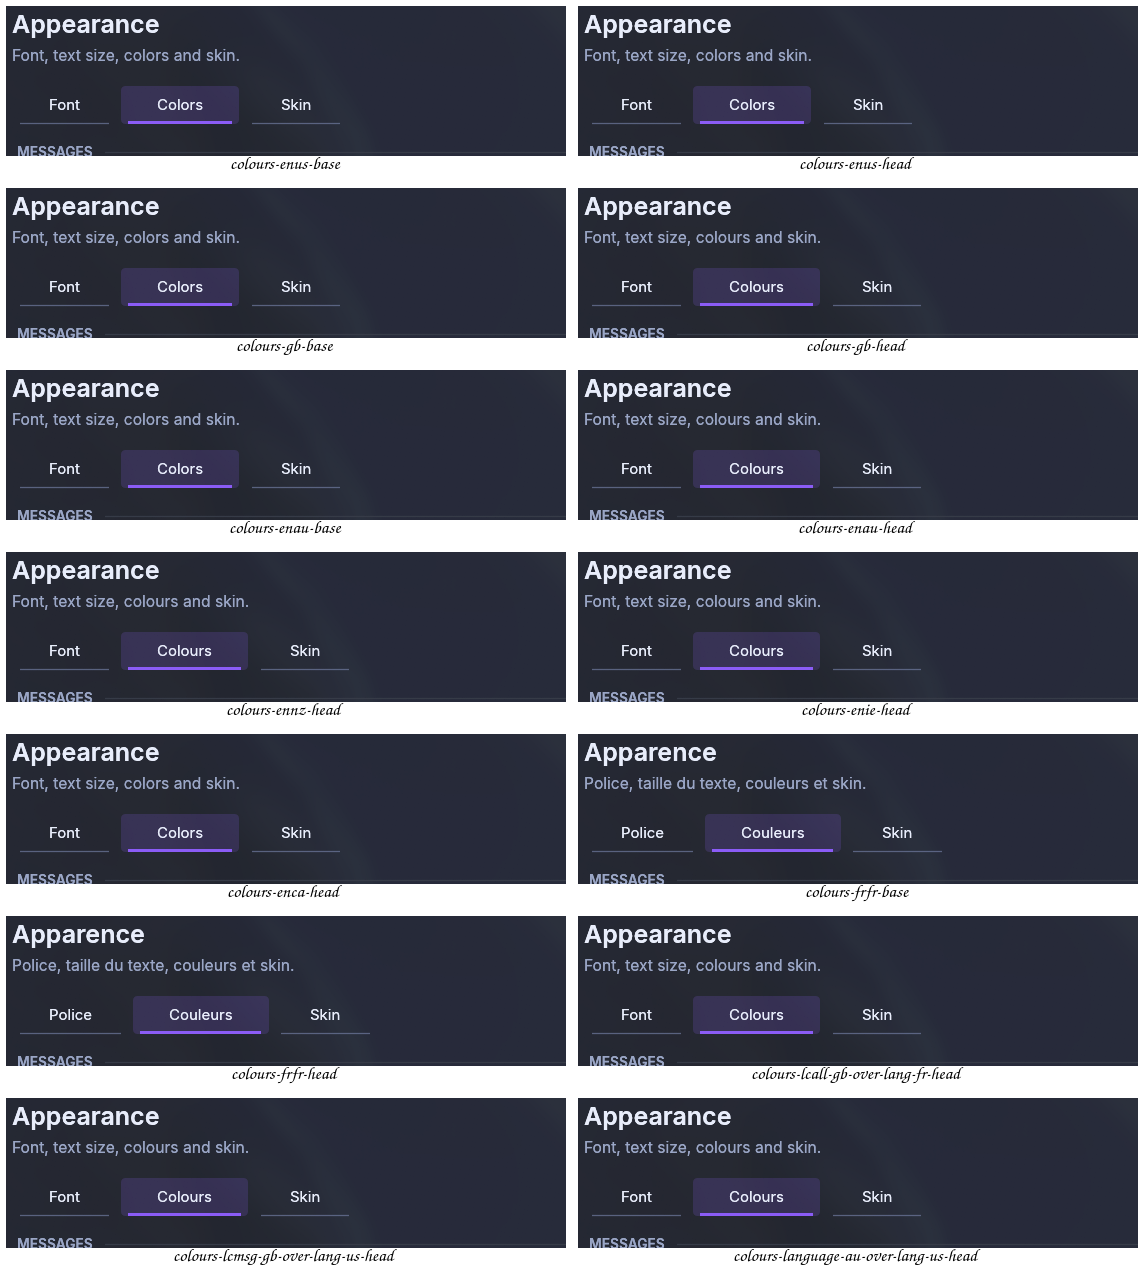 Appearance
Font, text size, colors and skin.
Font Colors Skin
MESSAGES
colours-enus-base
Appearance
Font, text size, colors and skin.
Font Colors Skin
MESSAGES
colours-enus-head
Appearance
Font, text size, colors and skin.
Font Colors Skin
MESSAGES
colours-gb-base
Appearance
Font, text size, colours and skin.
Font Colours Skin
MESSAGES
colours-gb-head
Appearance
Font, text size, colors and skin.
Font Colors Skin
MESSAGES
colours-enau-base
Appearance
Font, text size, colours and skin.
Font Colours Skin
MESSAGES
colours-enau-head
Appearance
Font, text size, colours and skin.
Font Colours Skin
MESSAGES
colours-ennz-head
Appearance
Font, text size, colours and skin.
Font Colours Skin
MESSAGES
colours-enie-head
Appearance
Font, text size, colors and skin.
Font Colors Skin
MESSAGES
colours-enca-head
Apparence
Police, taille du texte, couleurs et skin.
Police Couleurs Skin
MESSAGES
colours-frfr-base
Apparence
Police, taille du texte, couleurs et skin.
Police Couleurs Skin
MESSAGES
colours-frfr-head
Appearance
Font, text size, colours and skin.
Font Colours Skin
MESSAGES
colours-lcall-gb-over-lang-fr-head
Appearance
Font, text size, colours and skin.
Font Colours Skin
MESSAGES
colours-lcmsg-gb-over-lang-us-head
Appearance
Font, text size, colours and skin.
Font Colours Skin
MESSAGES
colours-language-au-over-lang-us-head